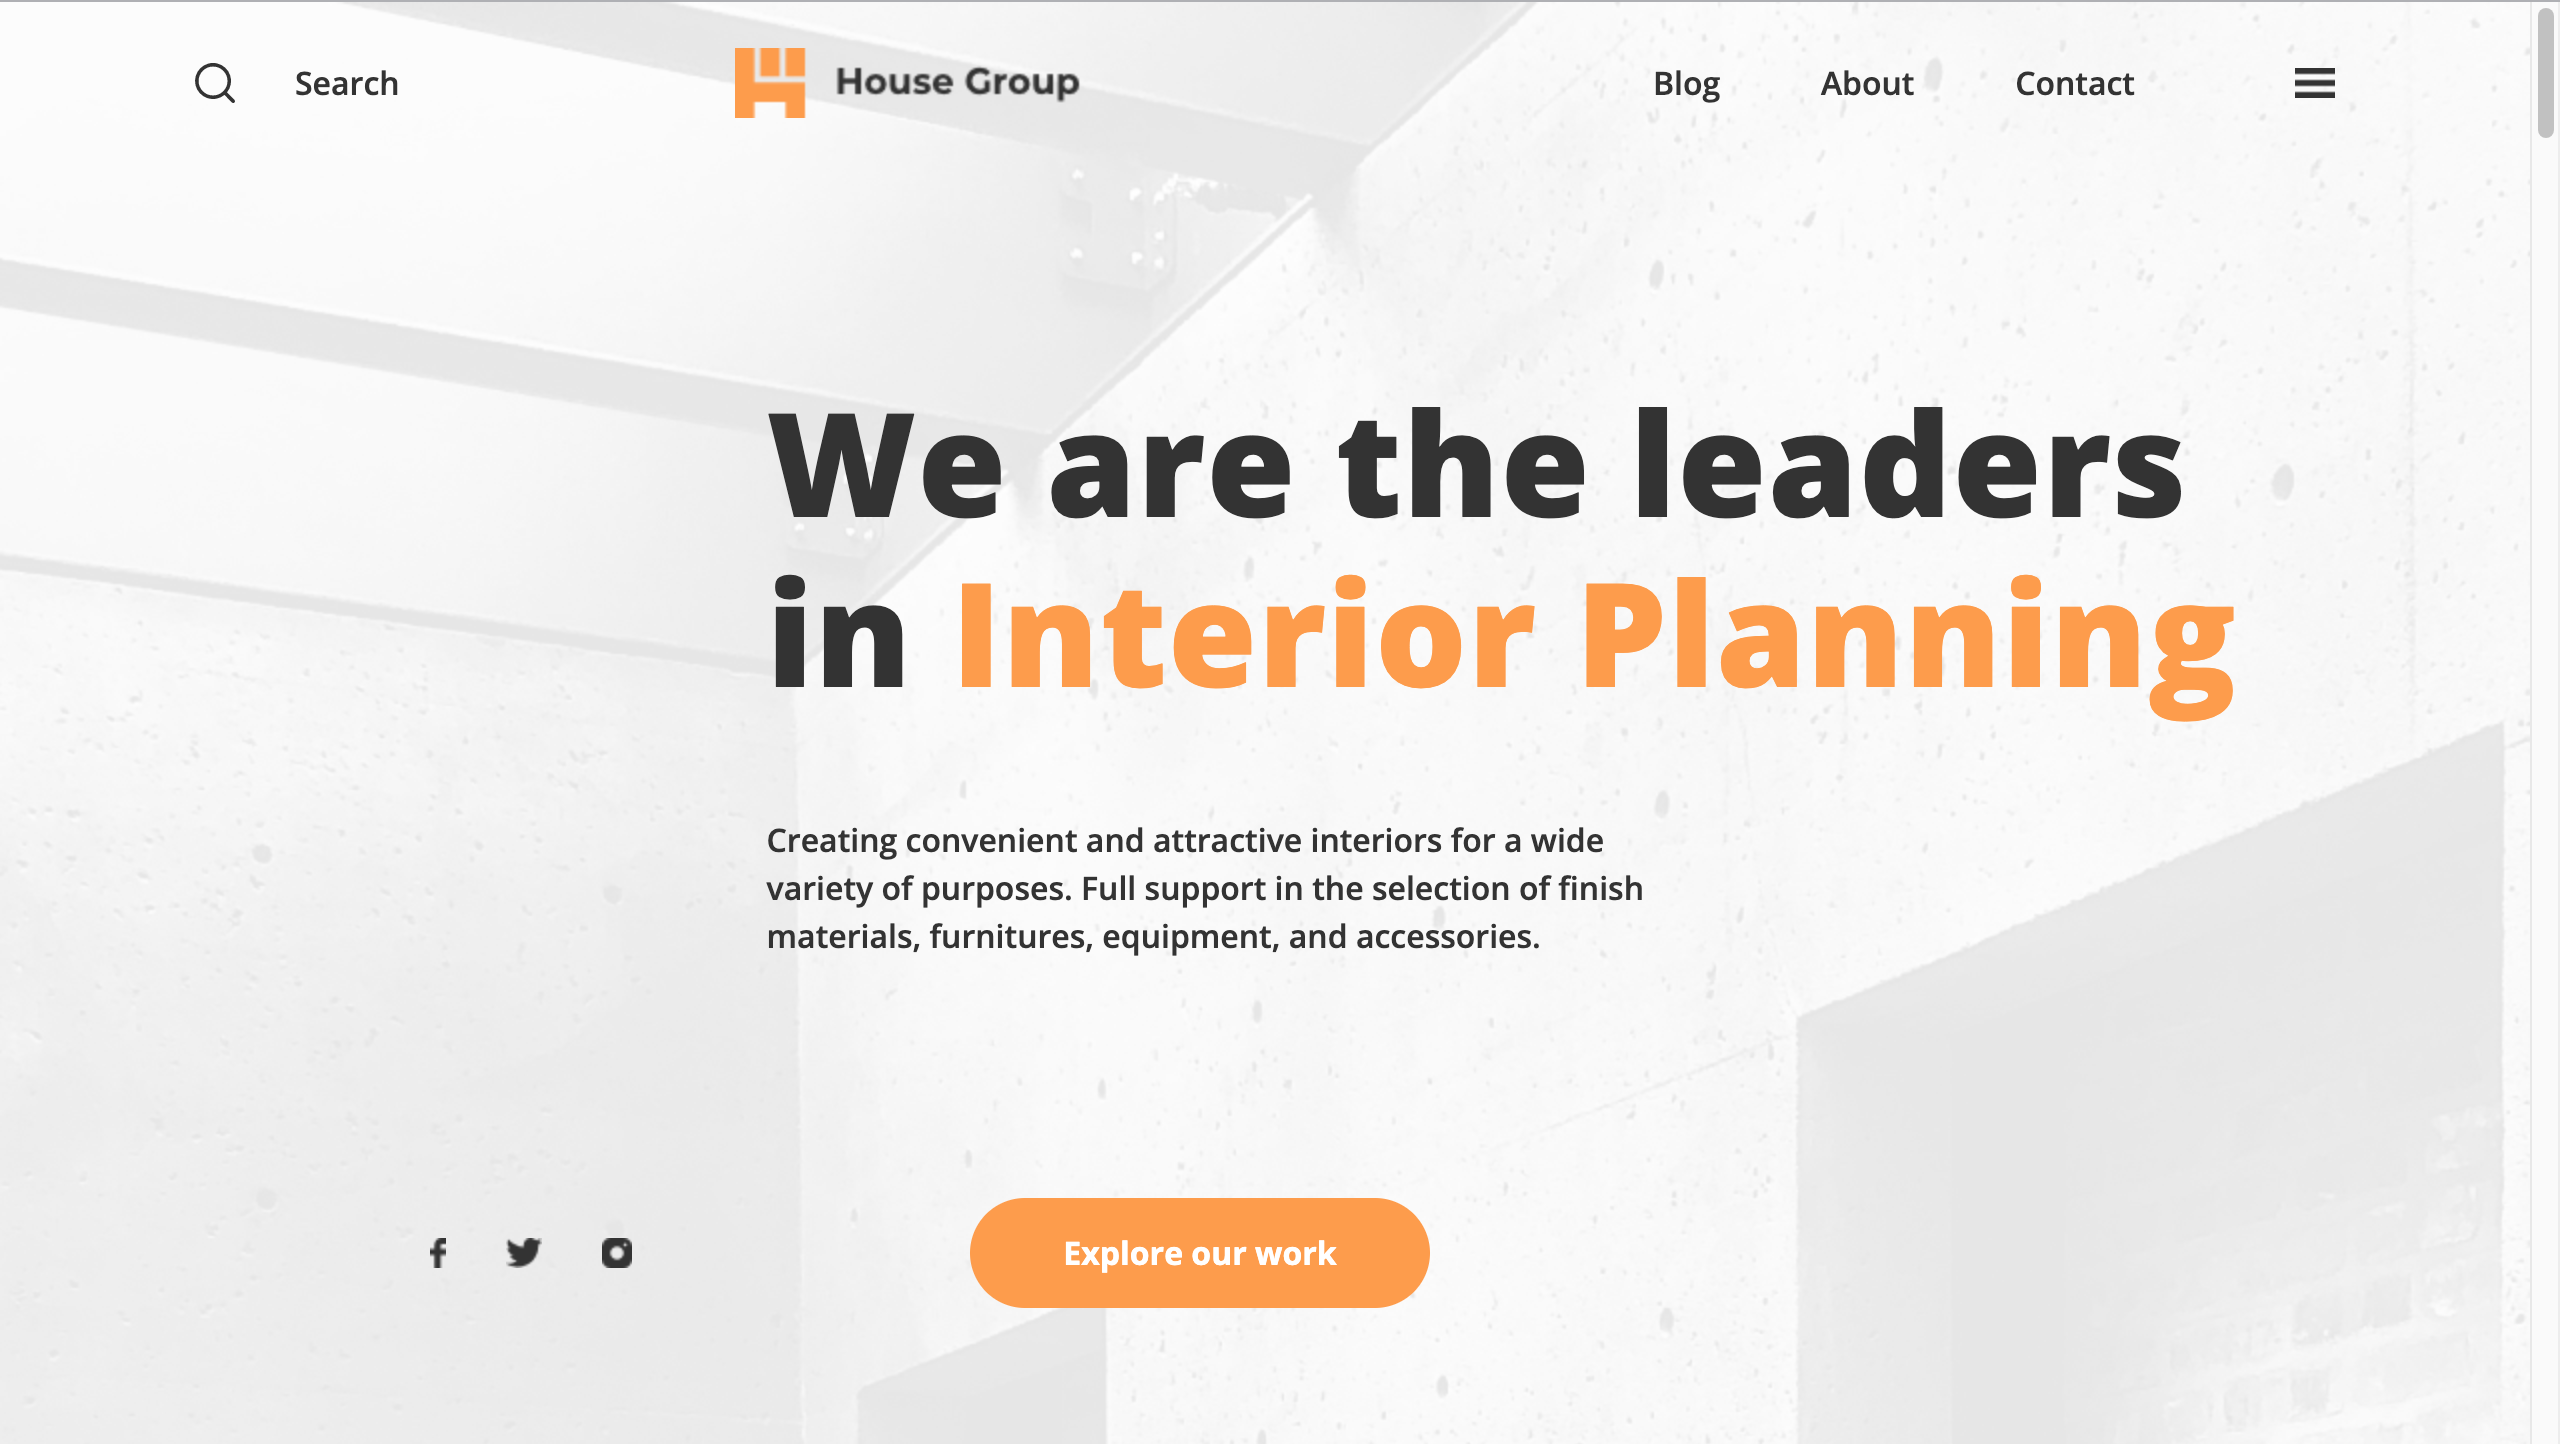 Search
House Group
Blog
About
Contact
We are the leaders
in Interior Planning
Creating convenient and attractive interiors for a wide
variety of purposes. Full support in the selection of finish
materials, furnitures, equipment, and accessories.
Explore our work